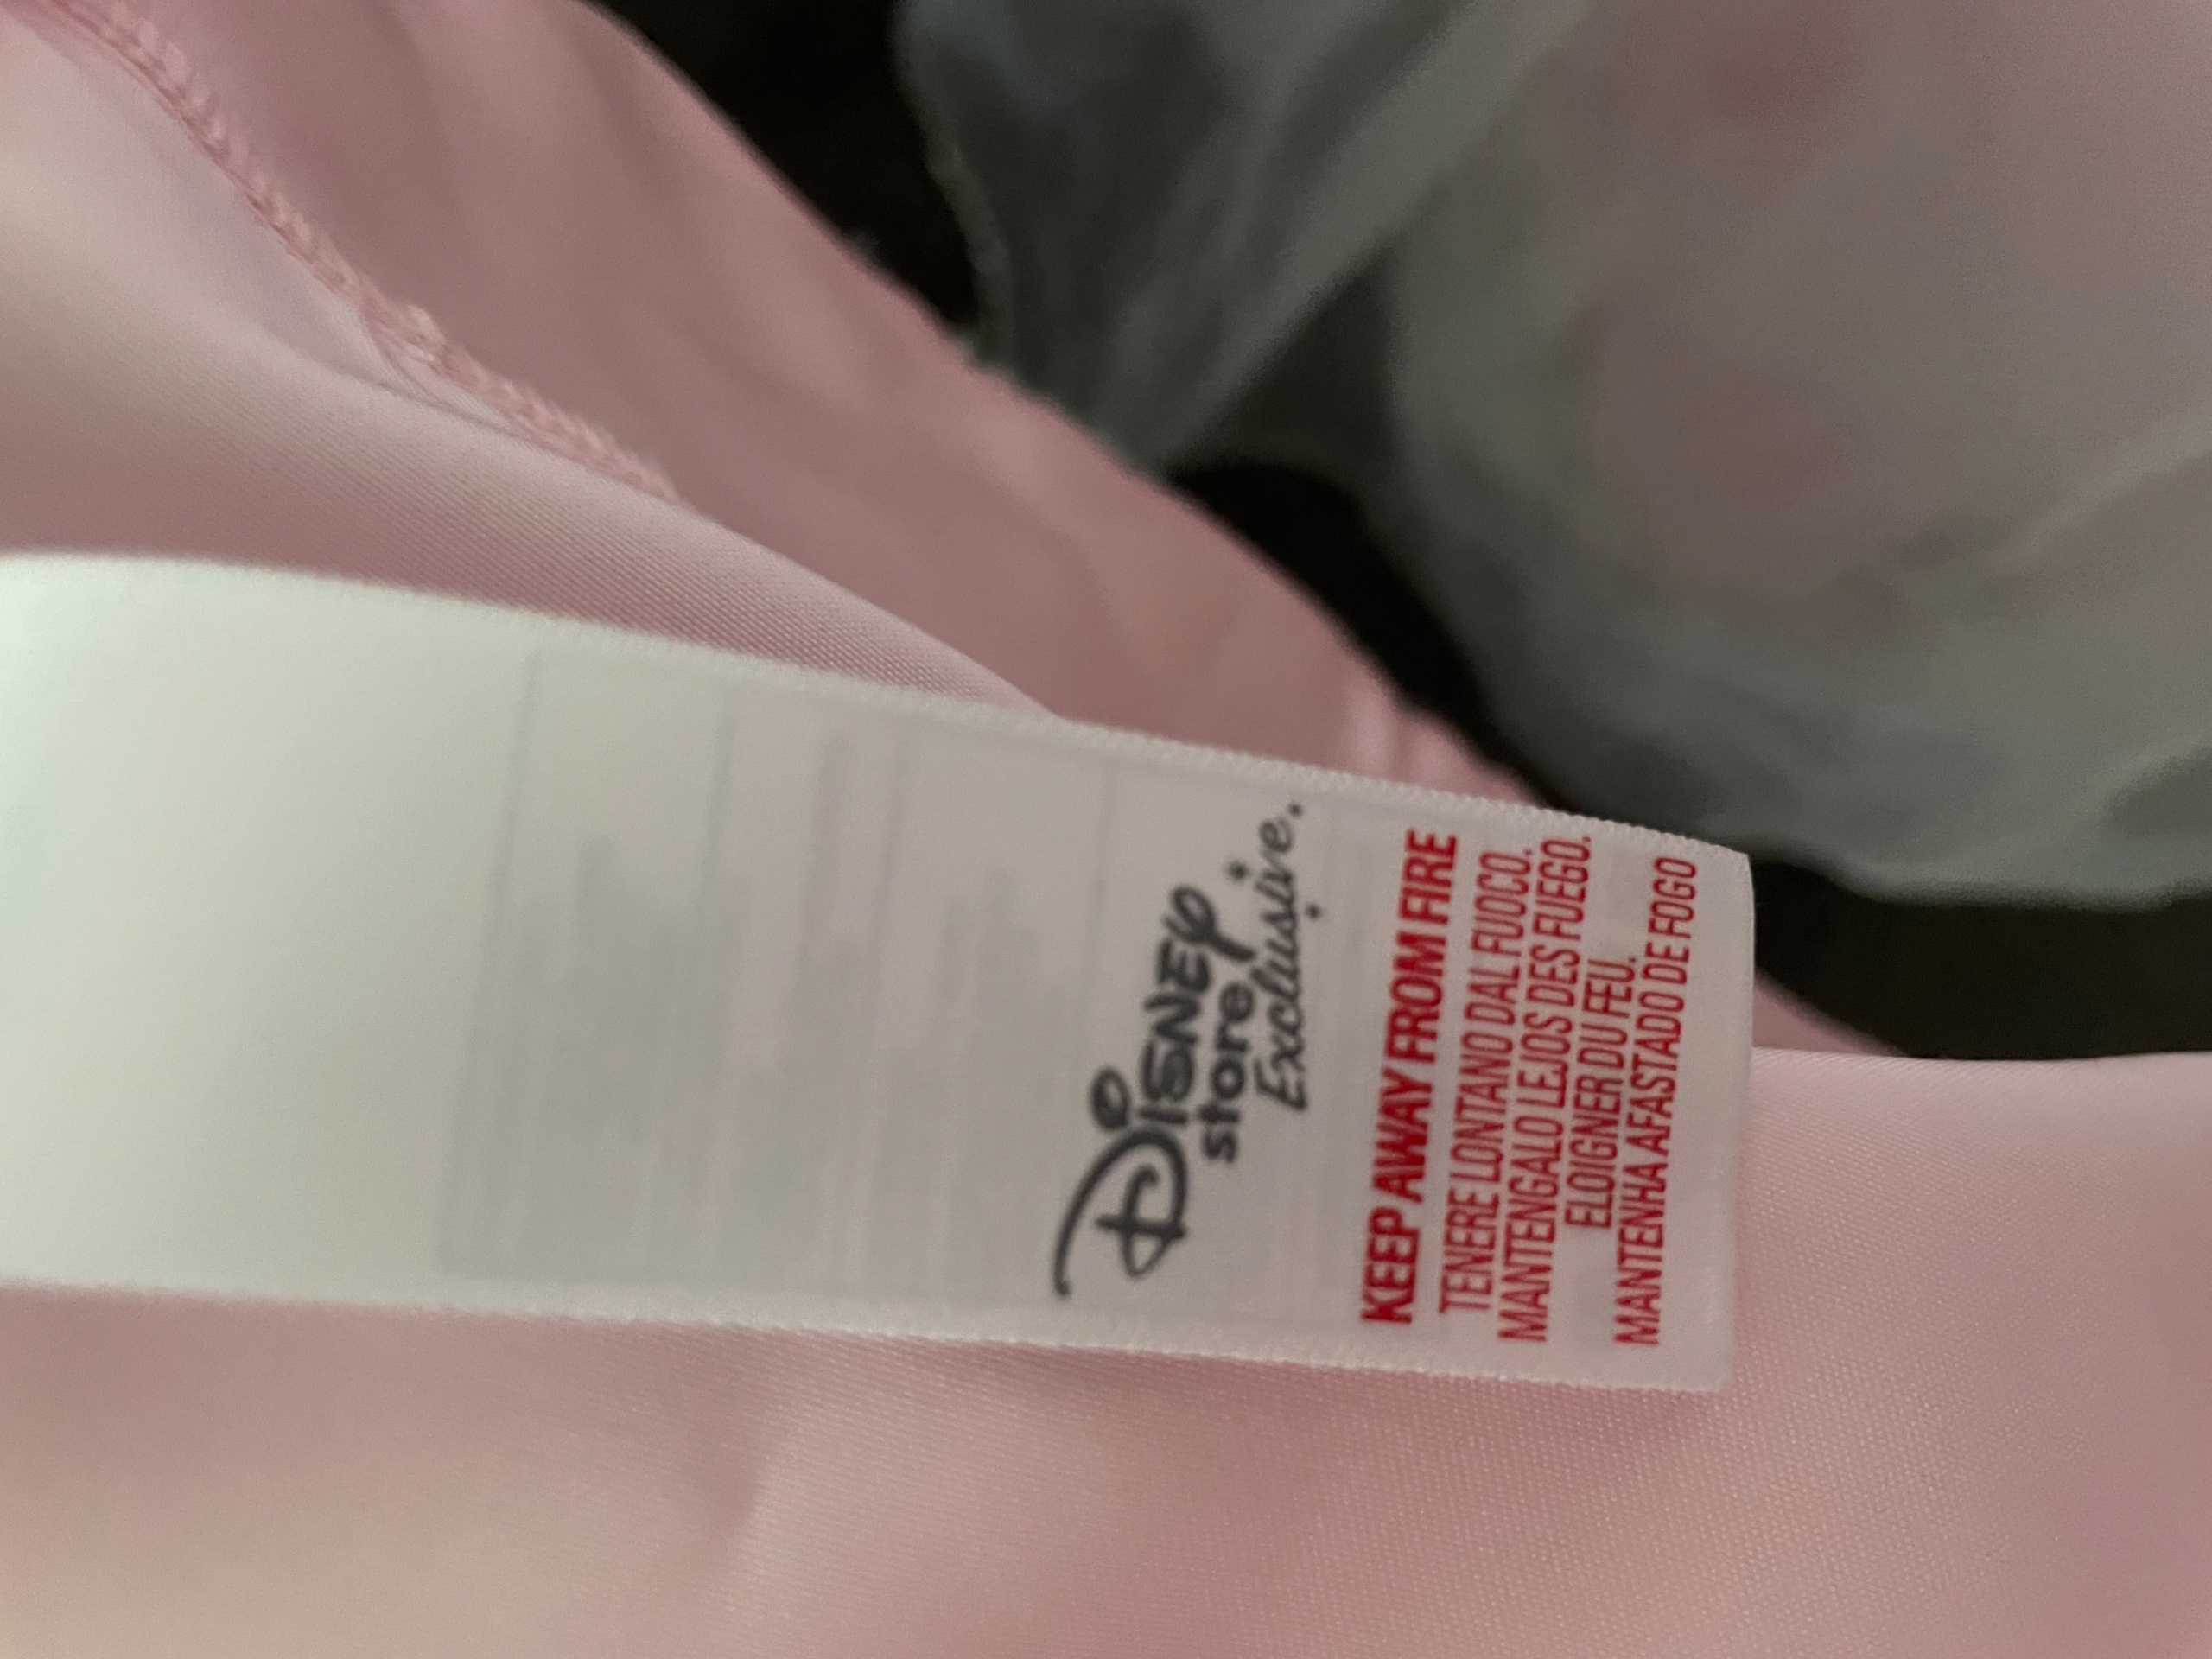 Disney
store
Exclusive.
KEEP AWAY FROM FIRE
TENERE LONTANO DAL FUOCO.
MANTENGALO LEJOS DES FUEGO.
ELOIGNER DU FEU.
MANTENHA AFASTADO DE FOGO